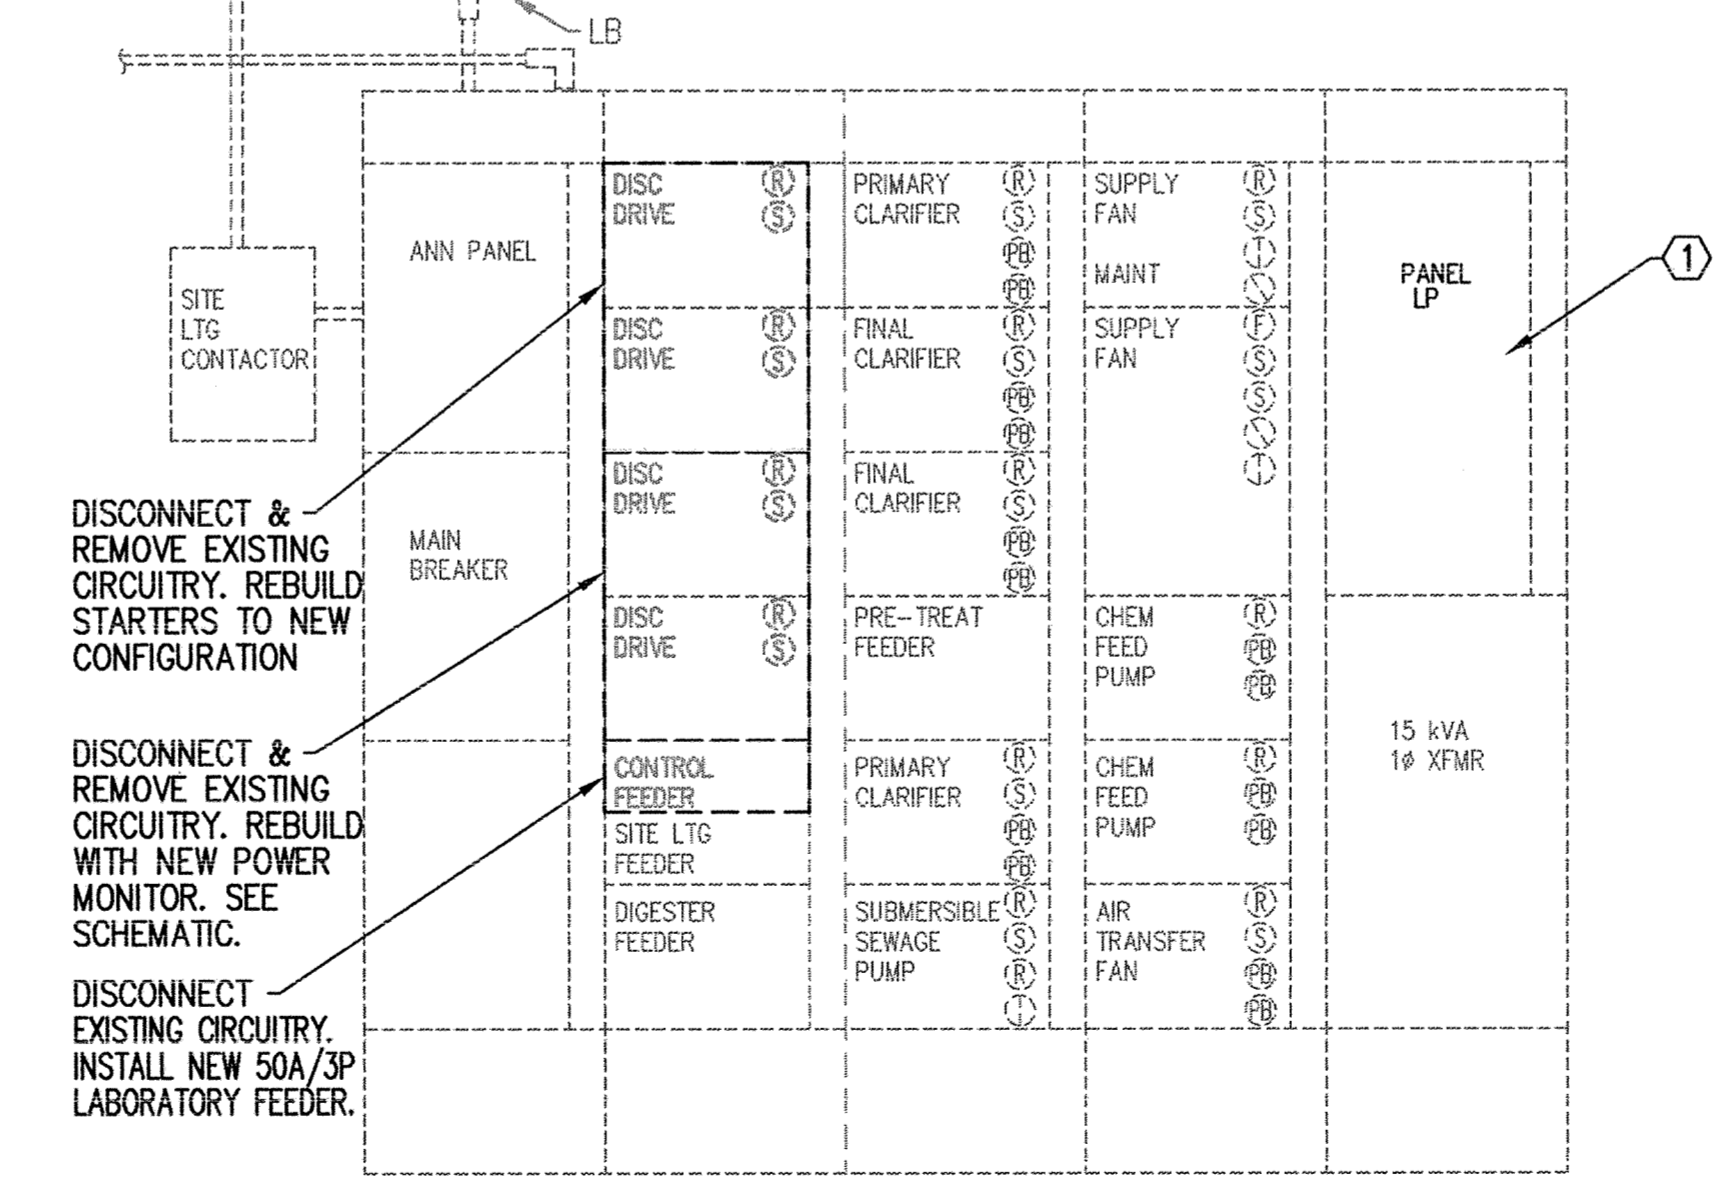 LB
SITE
LTG
CONTACTOR
ANN PANEL
MAIN
BREAKER
DISC
DRIVE
R
S
DISC
DRIVE
R
S
DISC
DRIVE
R
S
DISC
DRIVE
R
S
CONTROL
FEEDER
SITE LTG
FEEDER
DIGESTER
FEEDER
PRIMARY
CLARIFIER
R
S
PB
PB
FINAL
CLARIFIER
R
S
PB
PB
FINAL
CLARIFIER
R
S
PB
PB
PRE-TREAT
FEEDER
PRIMARY
CLARIFIER
R
S
PB
PB
SUBMERSIBLE
SEWAGE
PUMP
R
S
R
T
SUPPLY
FAN
MAINT
R
S
T
SUPPLY
FAN
F
S
S
T
CHEM
FEED
PUMP
R
PB
PB
CHEM
FEED
PUMP
R
PB
PB
AIR
TRANSFER
FAN
R
S
PB
PB
PANEL
LP
1
15 kVA
1ø XFMR
DISCONNECT &
REMOVE EXISTING
CIRCUITRY. REBUILD
STARTERS TO NEW
CONFIGURATION
DISCONNECT &
REMOVE EXISTING
CIRCUITRY. REBUILD
WITH NEW POWER
MONITOR. SEE
SCHEMATIC.
DISCONNECT
EXISTING CIRCUITRY.
INSTALL NEW 50A/3P
LABORATORY FEEDER.